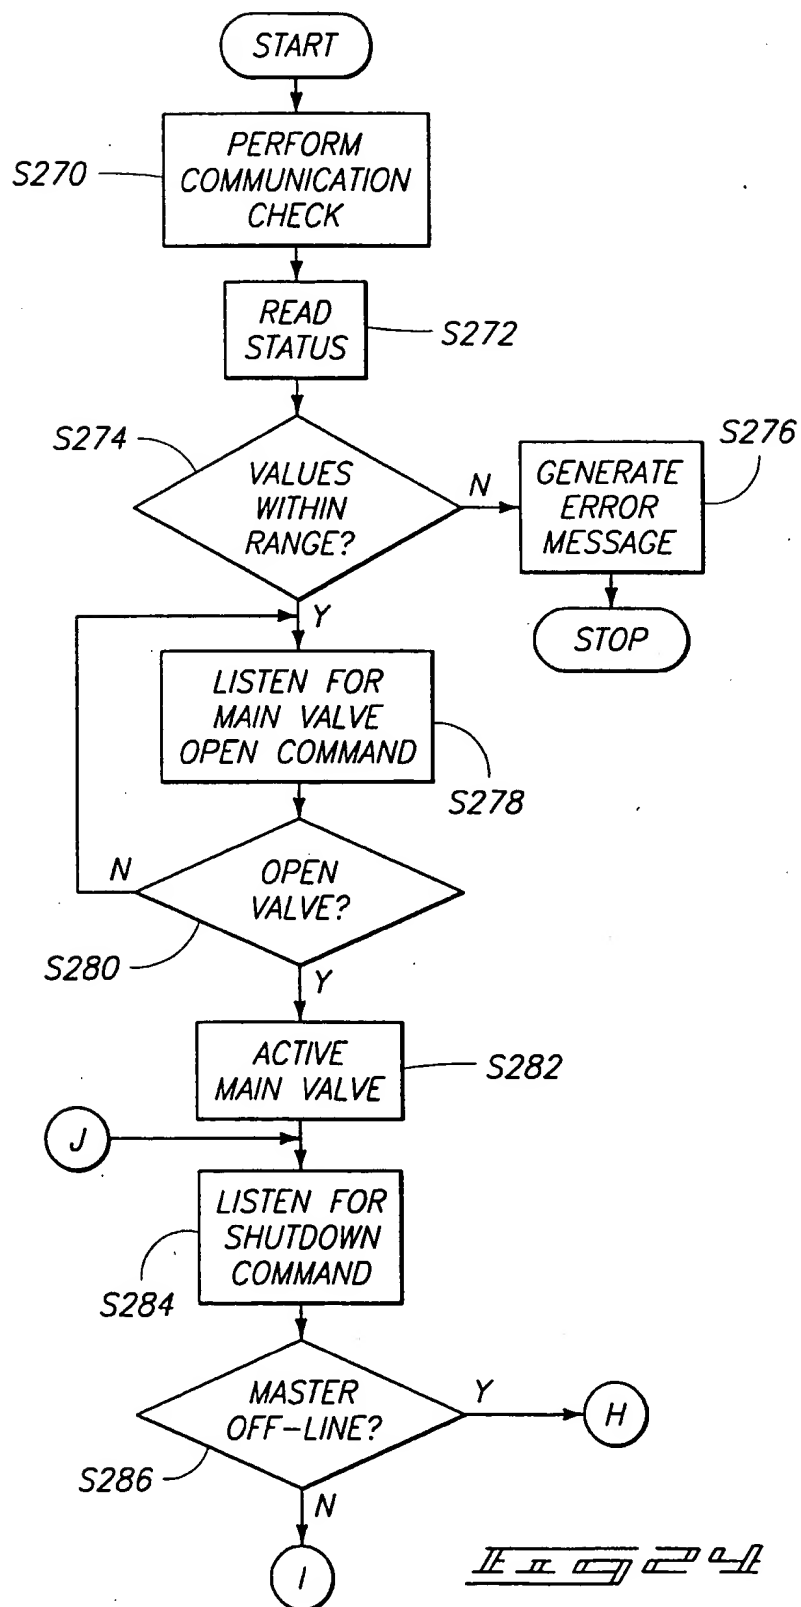 START
PERFORM
COMMUNICATION
CHECK
S270
READ
STATUS
S272
S274
VALUES
WITHIN
RANGE?
N
GENERATE
ERROR
MESSAGE
S276
STOP
Y
LISTEN FOR
MAIN VALVE
OPEN COMMAND
S278
N
OPEN
VALVE?
S280
Y
ACTIVE
MAIN VALVE
S282
J
LISTEN FOR
SHUTDOWN
COMMAND
S284
MASTER
OFF-LINE?
Y
H
S286
N
I
FIG 24